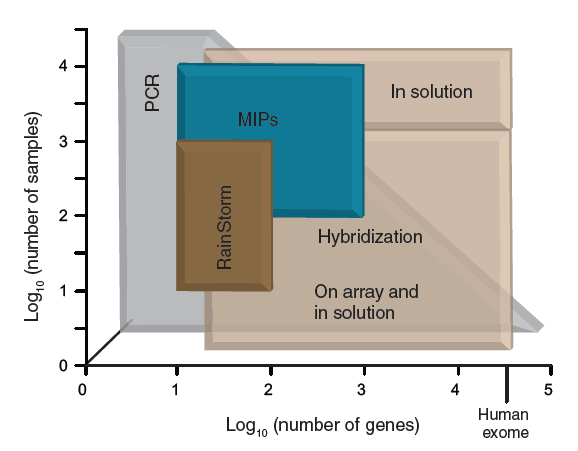 4
3
2
1
0
Log10 (number of samples)
PCR
MIPs
In solution
RainStorm
Hybridization
On array and
in solution
0 1 2 3 4 5
Human
exome
Log10 (number of genes)